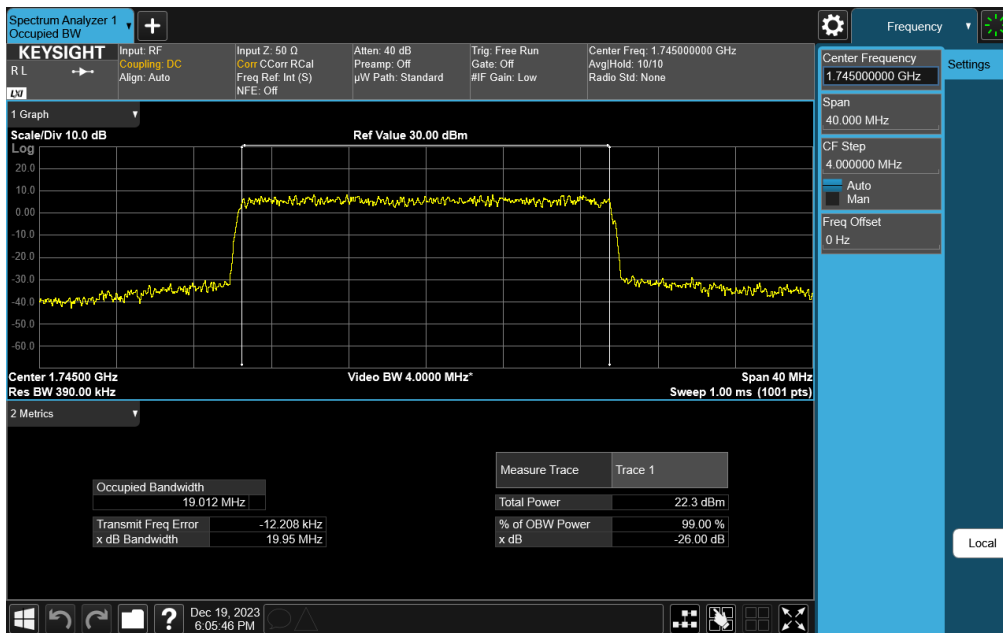 Spectrum Analyzer 1
Occupied BW
Frequency
KEYSIGHT
R L
LXI
Input: RF
Coupling: DC
Align: Auto
Input Z: 50 Ω
Corr CCorr RCal
Freq Ref: Int (S)
NFE: Off
Atten: 40 dB
Preamp: Off
µW Path: Standard
Trig: Free Run
Gate: Off
#IF Gain: Low
Center Freq: 1.745000000 GHz
Avg|Hold: 10/10
Radio Std: None
Center Frequency
1.745000000 GHz
Settings
Span
40.000 MHz
CF Step
4.000000 MHz
Auto
Man
Freq Offset
0 Hz
1 Graph
Scale/Div 10.0 dB
Ref Value 30.00 dBm
Log
20.0
10.0
0.00
-10.0
-20.0
-30.0
-40.0
-50.0
-60.0
Center 1.74500 GHz
Video BW 4.0000 MHz*
Span 40 MHz
Res BW 390.00 kHz
Sweep 1.00 ms (1001 pts)
2 Metrics
Measure Trace
Trace 1
Occupied Bandwidth
19.012 MHz
Total Power
22.3 dBm
Transmit Freq Error
-12.208 kHz
% of OBW Power
99.00 %
x dB Bandwidth
19.95 MHz
x dB
-26.00 dB
Local
?
Dec 19, 2023
6:05:46 PM